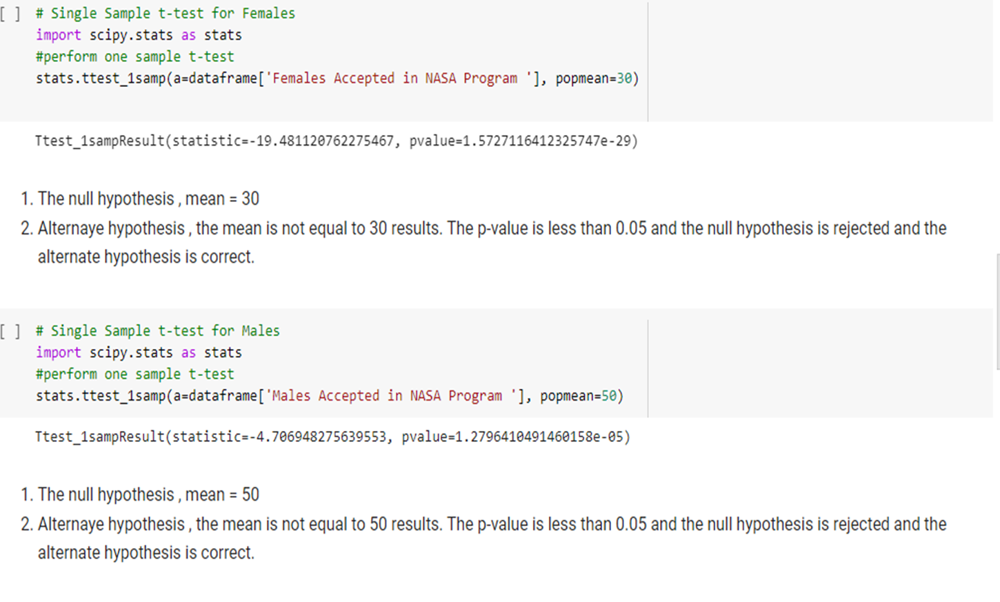 [ ] # Single Sample t-test for Females
import scipy.stats as stats
#perform one sample t-test
stats.ttest_1samp(a=dataframe['Females Accepted in NASA Program '], popmean=30)
Ttest_1sampResult(statistic=-19.481120762275467, pvalue=1.5727116412325747e-29)
1. The null hypothesis , mean = 30
2. Alternaye hypothesis , the mean is not equal to 30 results. The p-value is less than 0.05 and the null hypothesis is rejected and the
alternate hypothesis is correct.
[ ] # Single Sample t-test for Males
import scipy.stats as stats
#perform one sample t-test
stats.ttest_1samp(a=dataframe['Males Accepted in NASA Program '], popmean=50)
Ttest_1sampResult(statistic=-4.706948275639553, pvalue=1.2796410491460158e-05)
1. The null hypothesis , mean = 50
2. Alternaye hypothesis , the mean is not equal to 50 results. The p-value is less than 0.05 and the null hypothesis is rejected and the
alternate hypothesis is correct.